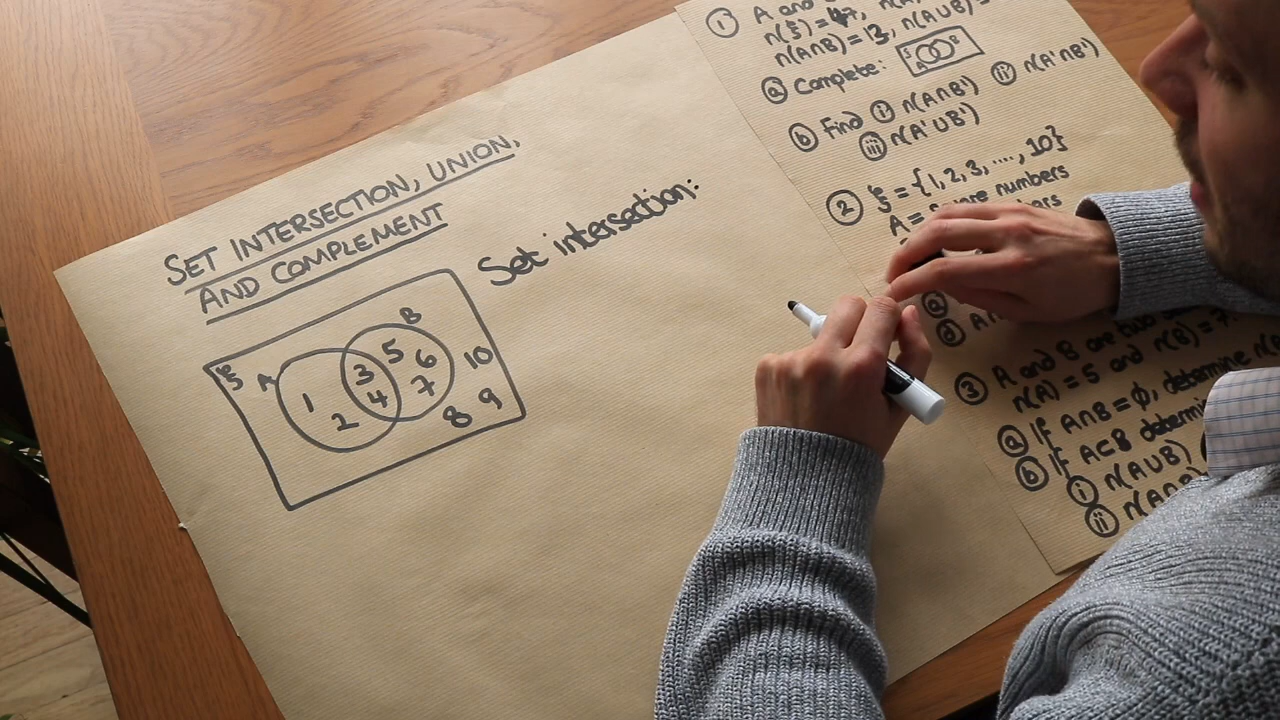 SET INTERSECTION, UNION,
AND COMPLEMENT
Set intersection:
ξ
A
B
1
2
3
4
5
6
7
8
9
10
① A and
n(ξ) = 47,
n(A∩B) = 13, n(A∪B) =
ⓐ Complete:
ξ A B
ⓑ Find ⓘ n(A∩B') ⓘⓘ n(A'∩B')
ⓘⓘⓘ n(A'∪B')
② ξ = {1, 2, 3, ...., 10}
A = numbers
ⓐ
③ A and B are two
n(A) = 5 and n(B) = 7.
ⓐ If A∩B = ∅, determine
ⓑ If A⊂B
ⓘ n(A∪B)
ⓘⓘ